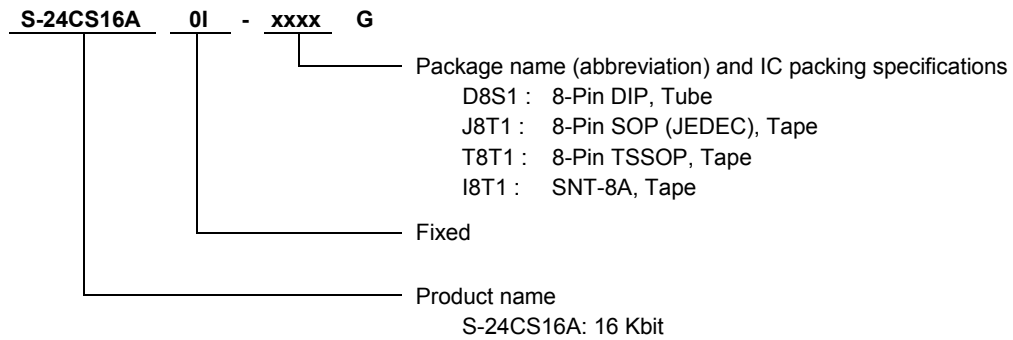 S-24CS16A 0I - xxxx G
Package name (abbreviation) and IC packing specifications
D8S1 : 8-Pin DIP, Tube
J8T1 : 8-Pin SOP (JEDEC), Tape
T8T1 : 8-Pin TSSOP, Tape
I8T1 : SNT-8A, Tape
Fixed
Product name
S-24CS16A: 16 Kbit